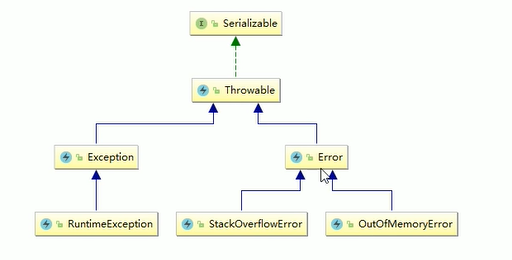 Serializable
Throwable
Exception
Error
RuntimeException
StackOverflowError
OutOfMemoryError